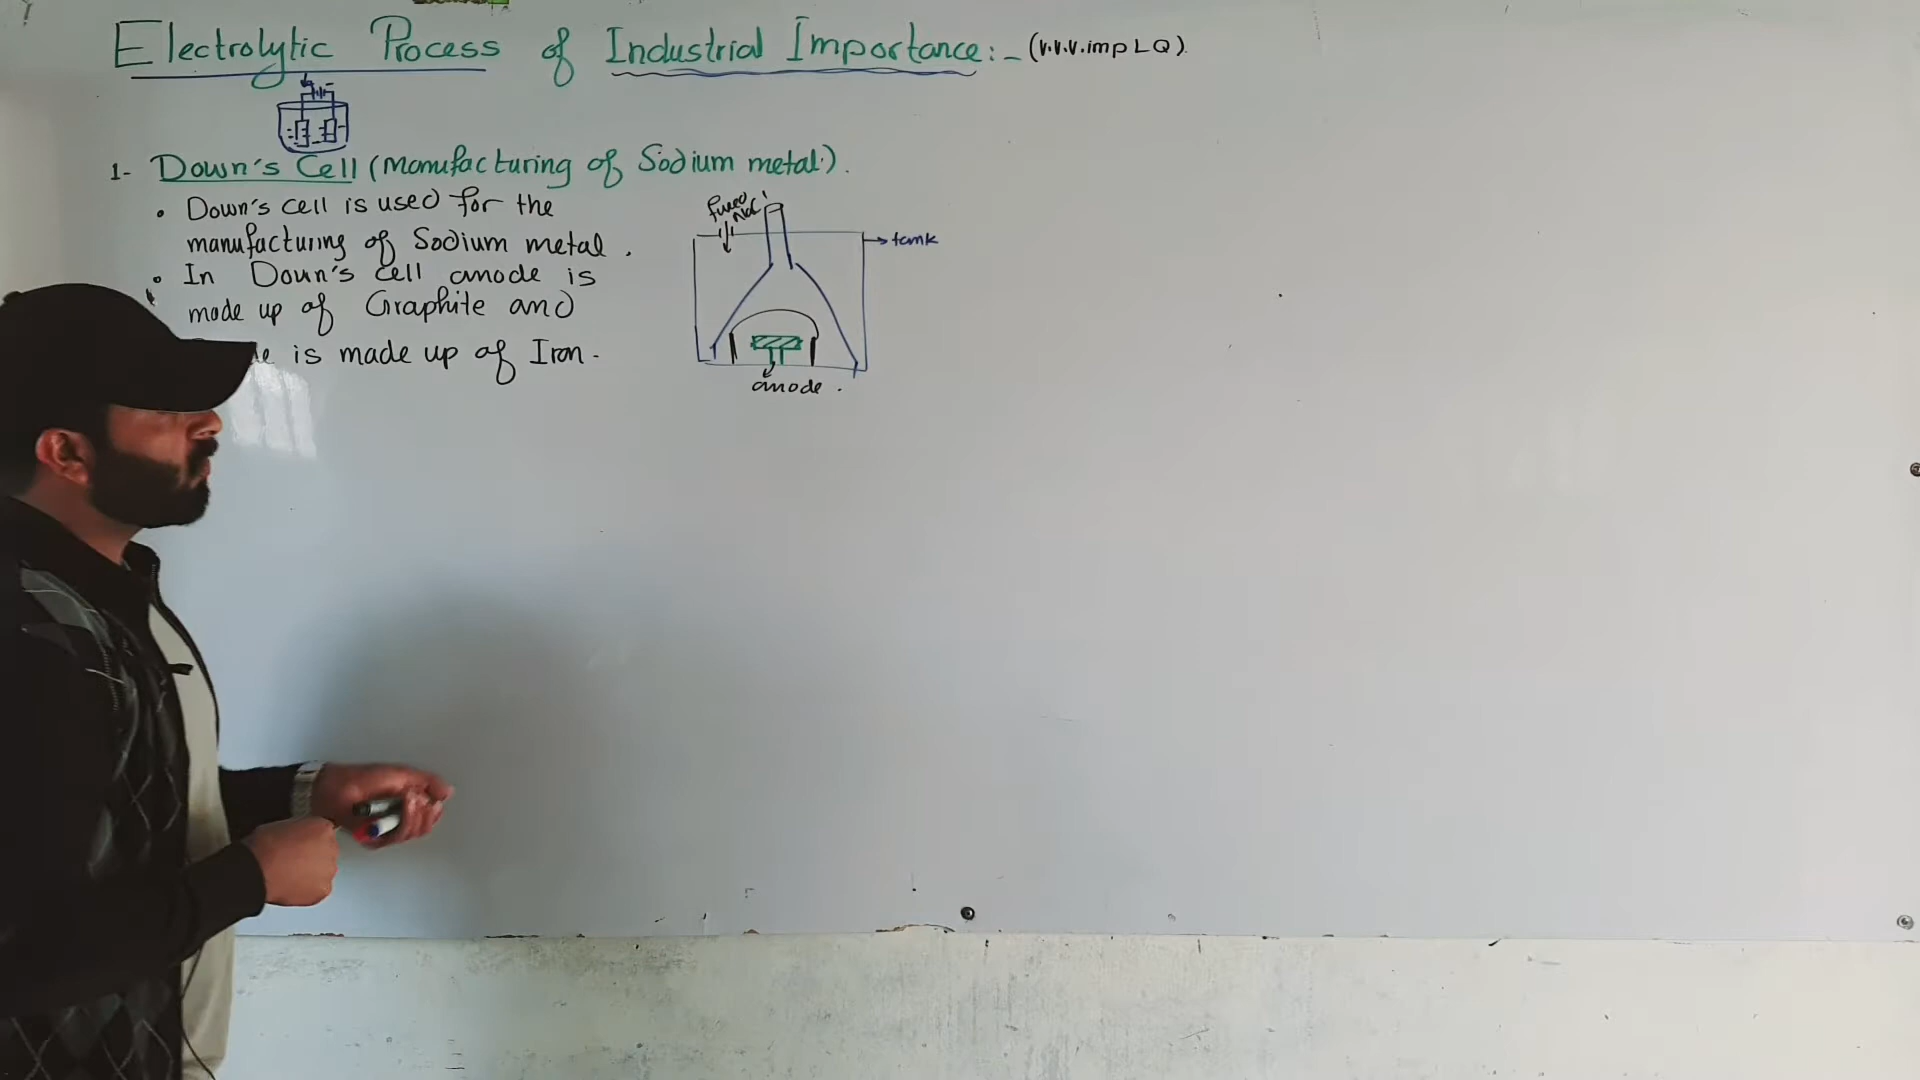 Electrolytic Process of Industrial Importance:- (v.v.v.imp LQ).
1- Down's Cell (Manufacturing of Sodium metal).
• Down's cell is used for the
manufacturing of Sodium metal.
• In Down's cell anode is
made up of Graphite and
is made up of Iron.
fused
NaCl
tank
anode.